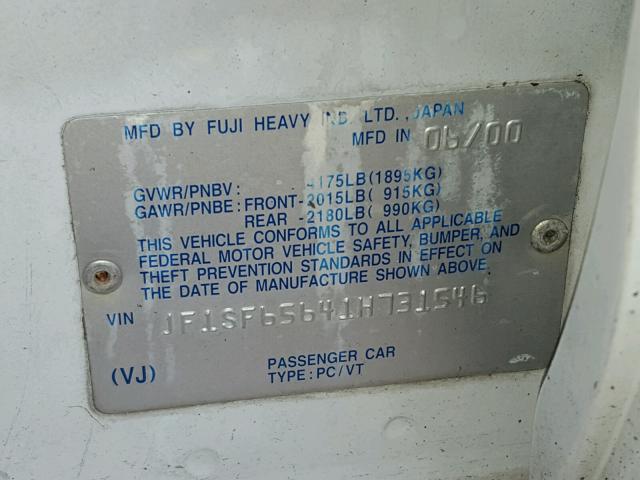 MFD BY FUJI HEAVY IND. LTD., JAPAN
MFD IN 06/00
GVWR/PNBV: 4175LB(1895KG)
GAWR/PNBE: FRONT-2015LB( 915KG)
REAR -2180LB( 990KG)
THIS VEHICLE CONFORMS TO ALL APPLICABLE
FEDERAL MOTOR VEHICLE SAFETY, BUMPER, AND
THEFT PREVENTION STANDARDS IN EFFECT ON
THE DATE OF MANUFACTURE SHOWN ABOVE.
VIN JF1SF65641H731546
(VJ) PASSENGER CAR
TYPE: PC/VT